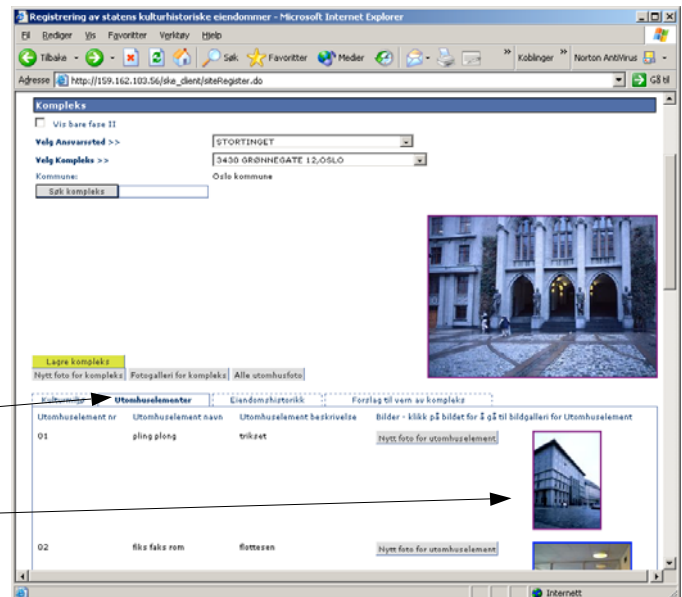 Registrering av statens kulturhistoriske eiendommer - Microsoft Internet Explorer
Fil Rediger Vis Favoritter Verktøy Hjelp
Tilbake Søk Favoritter Medier » Koblinger » Norton AntiVirus
Adresse http://159.162.103.56/ske_client/siteRegister.do Gå til
Kompleks
Vis bare fase II
Velg Ansvarssted >> STORTINGET
Velg Kompleks >> 3430 GRØNNEGATE 12,OSLO
Kommune: Oslo kommune
Søk kompleks
Lagre kompleks
Nytt foto for kompleks Fotogalleri for kompleks Alle utomhusfoto
Utomhuselementer Eiendomshistorikk Forslag til vern av kompleks
Utomhuselement nr Utomhuselement navn Utomhuselement beskrivelse Bilder - klikk på bildet for å gå til bildgalleri for Utomhuselement
01 pling plong trikset Nytt foto for utomhuselement
02 fliks faks rom flottesen Nytt foto for utomhuselement
Internett